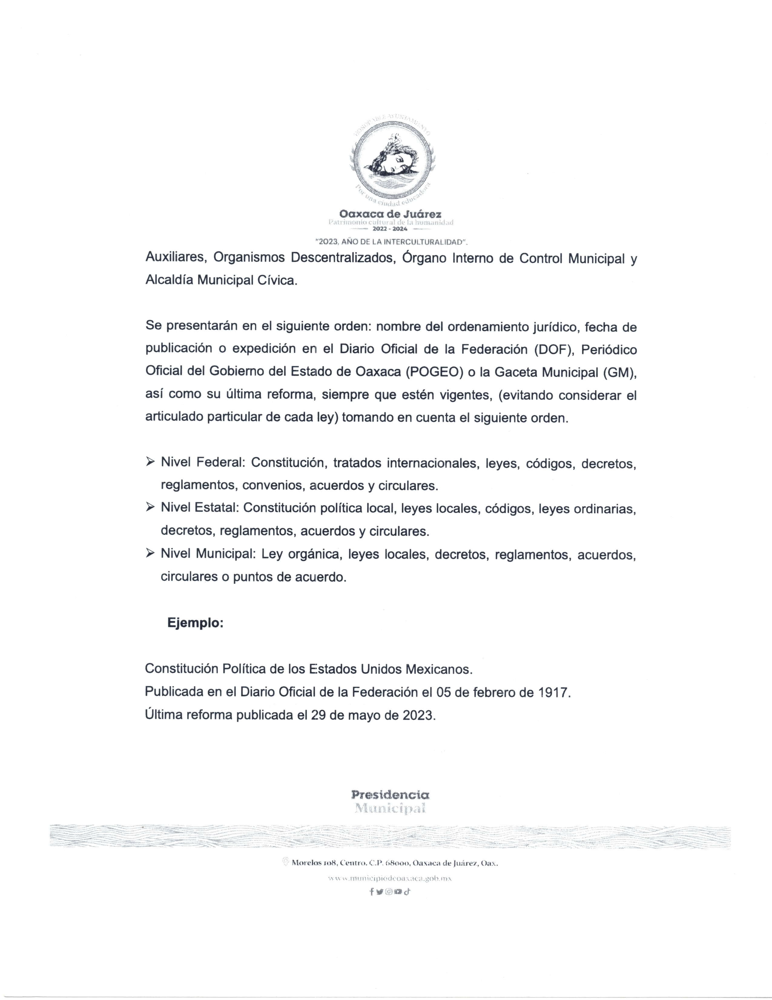 HONORABLE AYUNTAMIENTO
Por una ciudad educadora
Oaxaca de Juárez
Patrimonio cultural de la humanidad
2022 - 2024
"2023, AÑO DE LA INTERCULTURALIDAD".
Auxiliares, Organismos Descentralizados, Órgano Interno de Control Municipal y
Alcaldía Municipal Cívica.
Se presentarán en el siguiente orden: nombre del ordenamiento jurídico, fecha de
publicación o expedición en el Diario Oficial de la Federación (DOF), Periódico
Oficial del Gobierno del Estado de Oaxaca (POGEO) o la Gaceta Municipal (GM),
así como su última reforma, siempre que estén vigentes, (evitando considerar el
articulado particular de cada ley) tomando en cuenta el siguiente orden.
➢ Nivel Federal: Constitución, tratados internacionales, leyes, códigos, decretos,
reglamentos, convenios, acuerdos y circulares.
➢ Nivel Estatal: Constitución política local, leyes locales, códigos, leyes ordinarias,
decretos, reglamentos, acuerdos y circulares.
➢ Nivel Municipal: Ley orgánica, leyes locales, decretos, reglamentos, acuerdos,
circulares o puntos de acuerdo.
Ejemplo:
Constitución Política de los Estados Unidos Mexicanos.
Publicada en el Diario Oficial de la Federación el 05 de febrero de 1917.
Última reforma publicada el 29 de mayo de 2023.
Presidencia
Municipal
Morelos 108, Centro. C.P. 68000, Oaxaca de Juárez, Oax.
www.municipiodeoaxaca.gob.mx